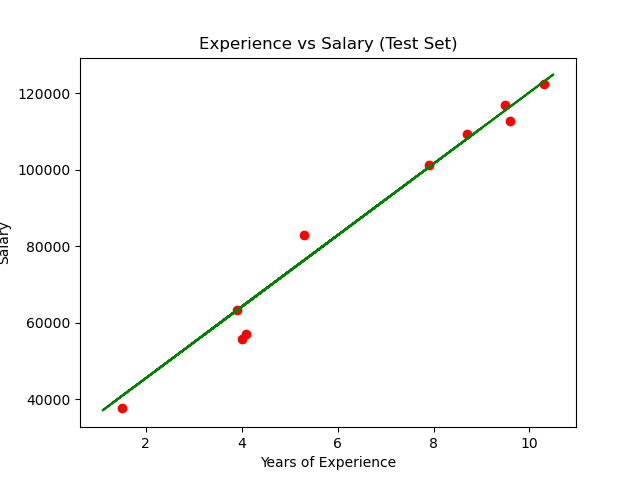 Experience vs Salary (Test Set)
120000
100000
80000
60000
40000
Salary
2 4 6 8 10
Years of Experience